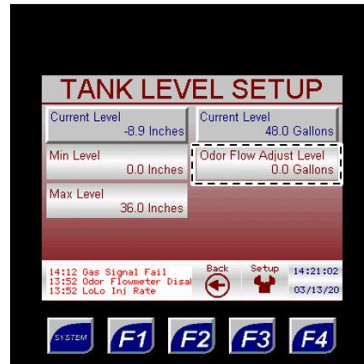 TANK LEVEL SETUP
Current Level
-8.9 Inches
Current Level
48.0 Gallons
Min Level
0.0 Inches
Odor Flow Adjust Level
0.0 Gallons
Max Level
36.0 Inches
14:12 Gas Signal Fail
13:52 Odor Flowmeter Disa
13:52 LoLo Inj Rate
Back
Setup
14:21:02
03/13/20
SYSTEM F1 F2 F3 F4